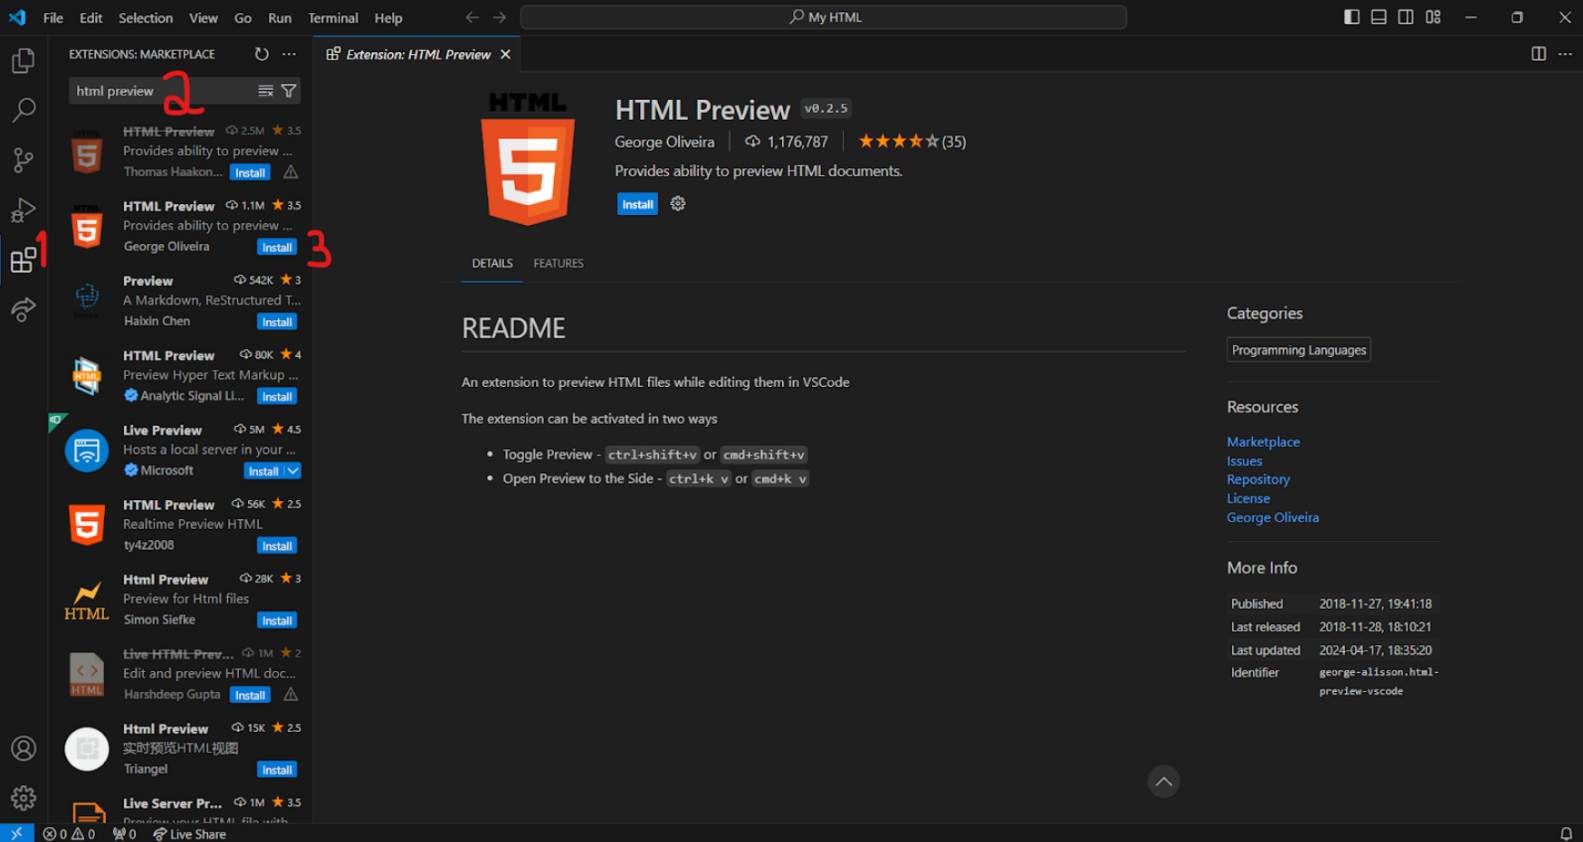 File Edit Selection View Go Run Terminal Help
My HTML
EXTENSIONS: MARKETPLACE
html preview
1
2
3
HTML Preview 2.5M 3.5
Provides ability to preview ...
Thomas Haakon... Install
HTML Preview 1.1M 3.5
Provides ability to preview ...
George Oliveira Install
Preview 542K 3
A Markdown, ReStructured T...
Haixin Chen Install
HTML Preview 80K 4
Preview Hyper Text Markup ...
Analytic Signal Li... Install
Live Preview 5M 4.5
Hosts a local server in your ...
Microsoft Install
HTML Preview 56K 2.5
Realtime Preview HTML
ty4z2008 Install
Html Preview 28K 3
Preview for Html files
Simon Siefke Install
Live HTML Prev... 1M 2
Edit and preview HTML doc...
Harshdeep Gupta Install
Html Preview 15K 2.5
实时预览HTML视图
Triangel Install
Live Server Pr... 1M 3.5
Preview your HTML file with
Extension: HTML Preview
HTML
5
HTML Preview v0.2.5
George Oliveira 1,176,787 (35)
Provides ability to preview HTML documents.
Install
DETAILS FEATURES
README
An extension to preview HTML files while editing them in VSCode
The extension can be activated in two ways
• Toggle Preview - ctrl+shift+v or cmd+shift+v
• Open Preview to the Side - ctrl+k v or cmd+k v
Categories
Programming Languages
Resources
Marketplace
Issues
Repository
License
George Oliveira
More Info
Published 2018-11-27, 19:41:18
Last released 2018-11-28, 18:10:21
Last updated 2024-04-17, 18:35:20
Identifier george-alisson.html-
preview-vscode
0 0 0 Live Share